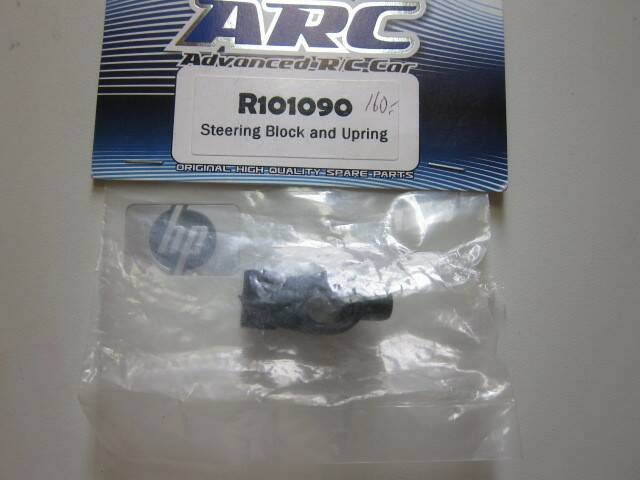 ARC
Advanced R/C Car
R101090 160,-
Steering Block and Upring
ORIGINAL HIGH QUALITY SPARE PARTS
hp